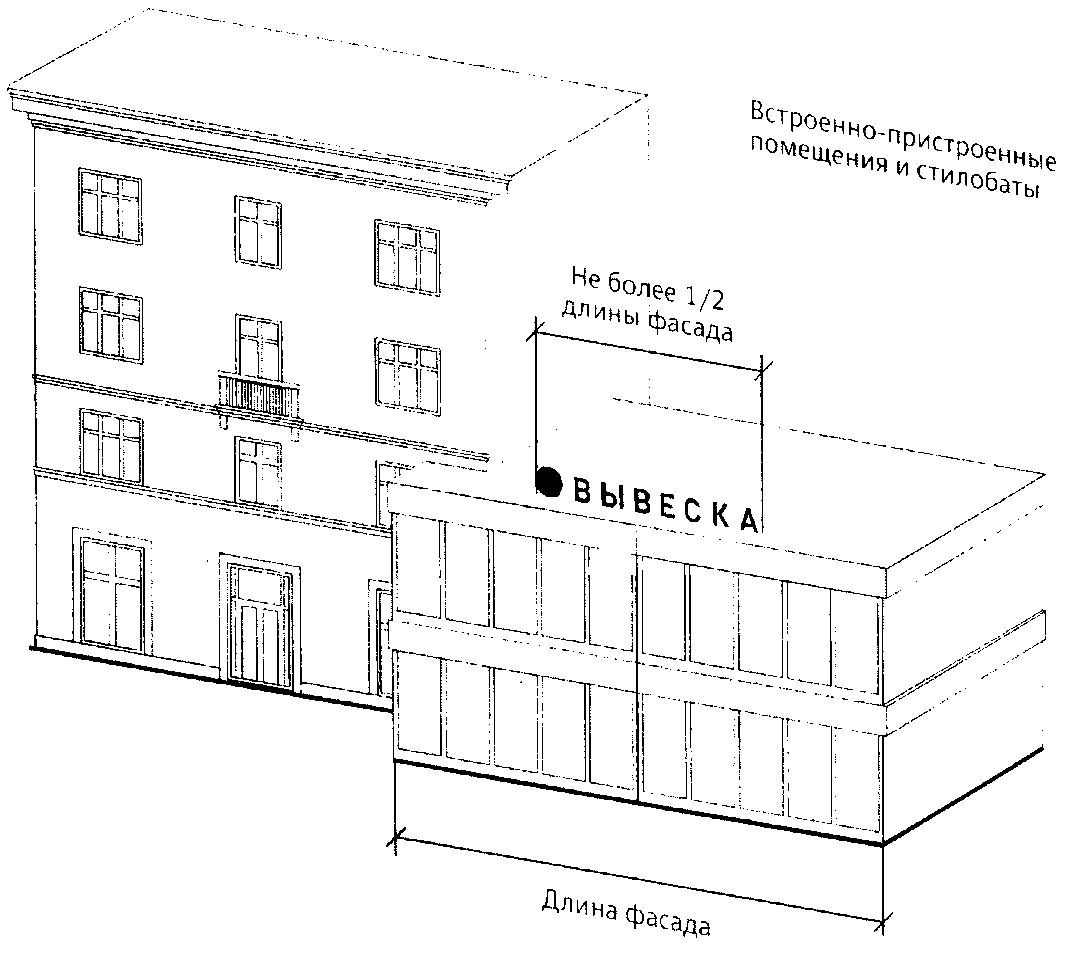 Встроенно-пристроенные
помещения и стилобаты
Не более 1/2
длины фасада
ВЫВЕСКА
Длина фасада